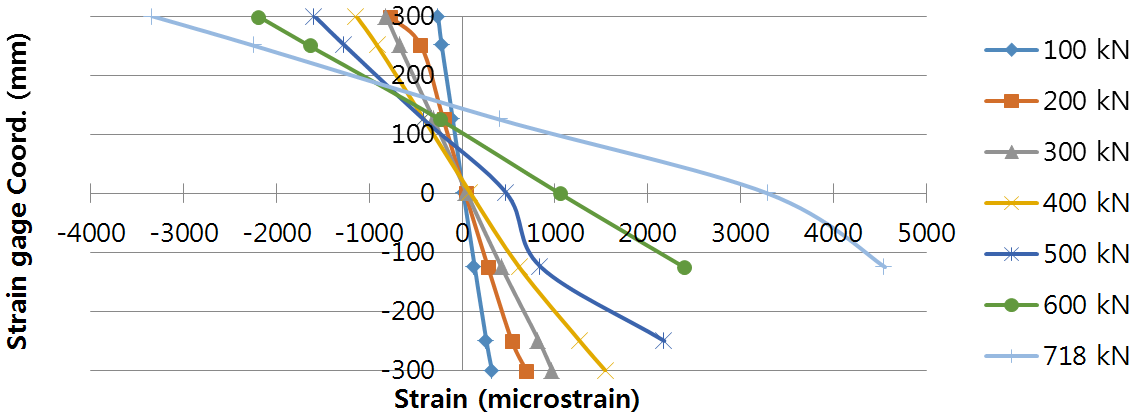 Strain gage Coord. (mm)
300
200
100
0
-100
-200
-300
-4000 -3000 -2000 -1000 0 1000 2000 3000 4000 5000
Strain (microstrain)
100 kN
200 kN
300 kN
400 kN
500 kN
600 kN
718 kN